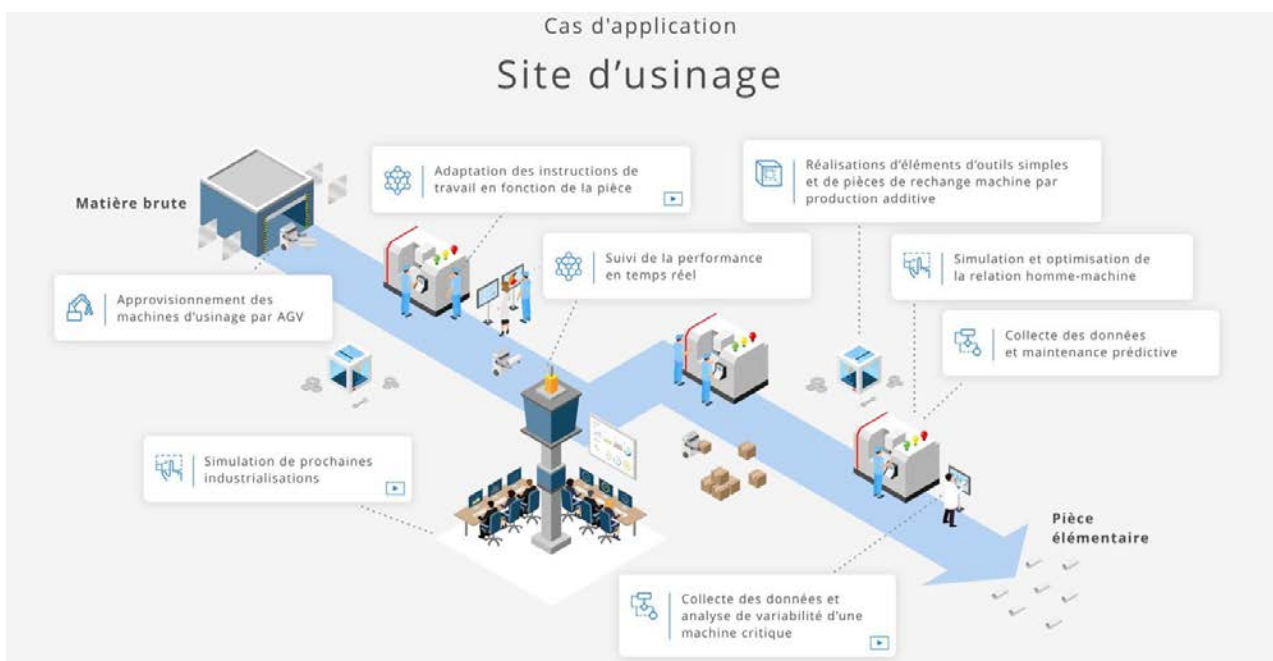 Cas d'application
Site d'usinage
Adaptation des instructions de
travail en fonction de la pièce
Réalisations d'éléments d'outils simples
et de pièces de rechange machine par
production additive
Matière brute
Suivi de la performance
en temps réel
Simulation et optimisation de
la relation homme-machine
Approvisionnement des
machines d'usinage par AGV
Collecte des données
et maintenance prédictive
Simulation de prochaines
industrialisations
Pièce
élémentaire
Collecte des données et
analyse de variabilité d'une
machine critique